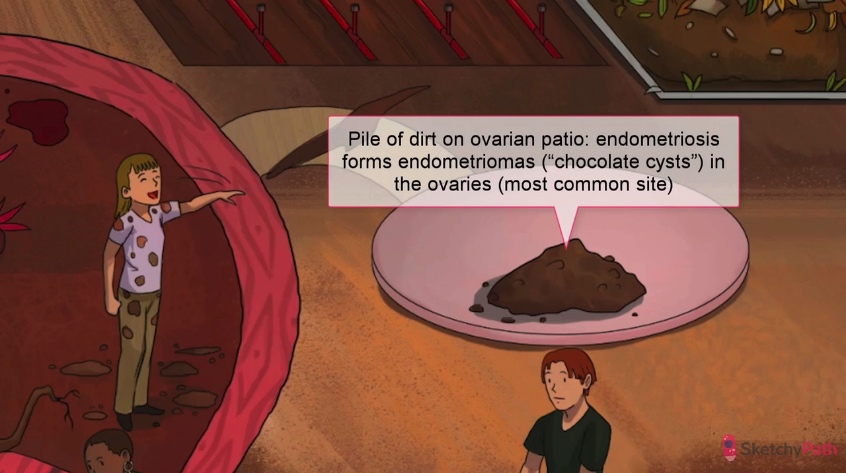 Pile of dirt on ovarian patio: endometriosis
forms endometriomas (“chocolate cysts”) in
the ovaries (most common site)
SketchyPath